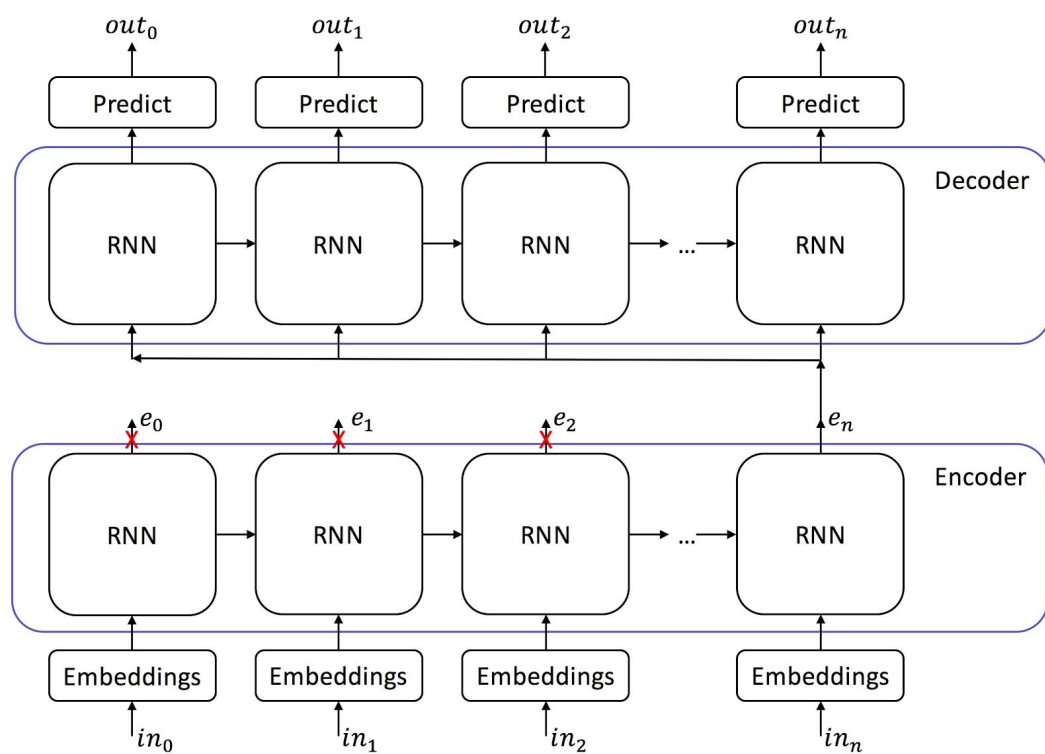 out₀ out₁ out₂ outₙ
Predict Predict Predict Predict
Decoder
RNN RNN RNN ... RNN
e₀ e₁ e₂ eₙ
Encoder
RNN RNN RNN ... RNN
Embeddings Embeddings Embeddings Embeddings
in₀ in₁ in₂ inₙ